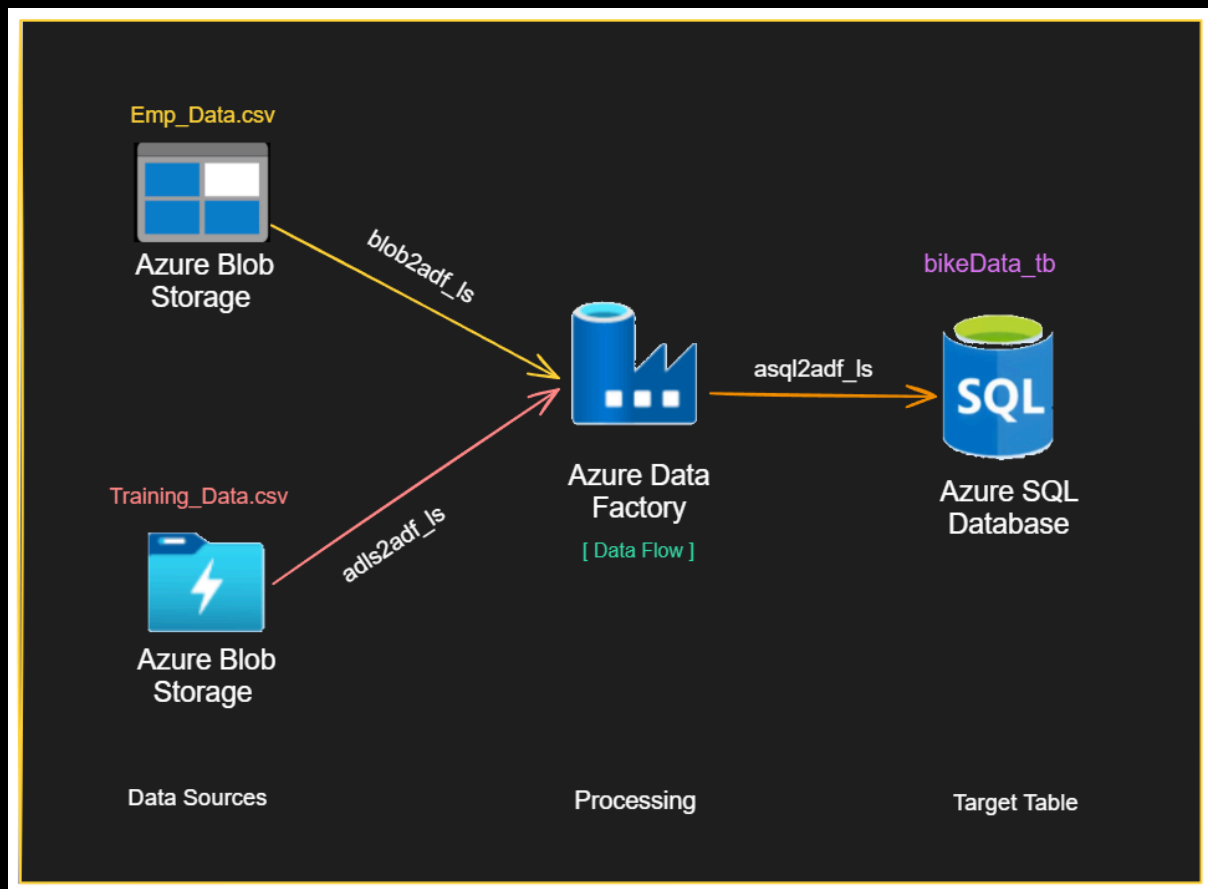 Emp_Data.csv
Azure Blob
Storage
blob2adf_ls
Training_Data.csv
adls2adf_ls
Azure Blob
Storage
Azure Data
Factory
[ Data Flow ]
asql2adf_ls
bikeData_tb
SQL
Azure SQL
Database
Data Sources
Processing
Target Table